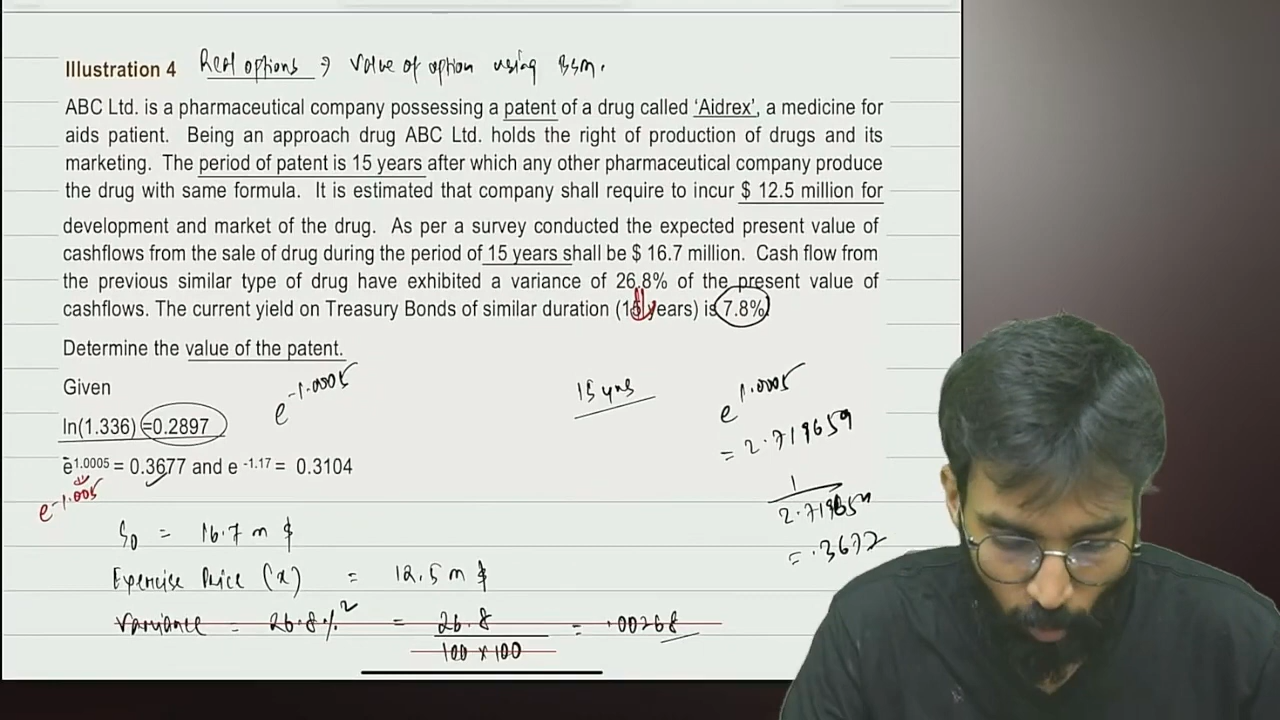 Illustration 4 Real options → Value of option using BSM.
ABC Ltd. is a pharmaceutical company possessing a patent of a drug called ‘Aidrex’, a medicine for
aids patient. Being an approach drug ABC Ltd. holds the right of production of drugs and its
marketing. The period of patent is 15 years after which any other pharmaceutical company produce
the drug with same formula. It is estimated that company shall require to incur $ 12.5 million for
development and market of the drug. As per a survey conducted the expected present value of
cashflows from the sale of drug during the period of 15 years shall be $ 16.7 million. Cash flow from
the previous similar type of drug have exhibited a variance of 26.8% of the present value of
cashflows. The current yield on Treasury Bonds of similar duration (15 years) is 7.8%.
Determine the value of the patent.
Given e^-1.0005 15 yrs e^1.0005
ln(1.336) =0.2897 = 2.719659
e^-1.0005 = 0.3677 and e^-1.17 = 0.3104
e^-1.005
1
2.719659
= .3677
S0 = 16.7 m $
Exercise Price (x) = 12.5 m $
Variance = 26.8%^2 = 26.8 = .00268
100 x 100